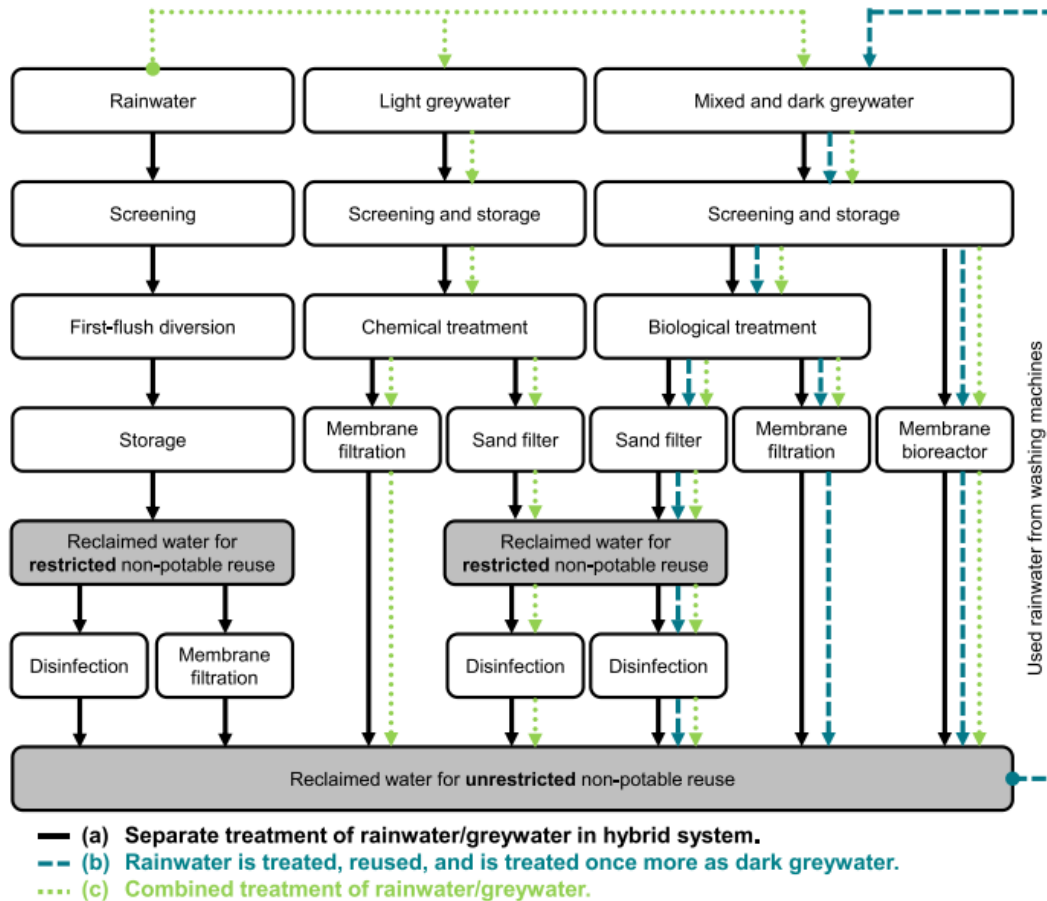 Rainwater
Light greywater
Mixed and dark greywater
Screening
Screening and storage
Screening and storage
First-flush diversion
Chemical treatment
Biological treatment
Storage
Membrane
filtration
Sand filter
Sand filter
Membrane
filtration
Membrane
bioreactor
Reclaimed water for
restricted non-potable reuse
Reclaimed water for
restricted non-potable reuse
Disinfection
Membrane
filtration
Disinfection
Disinfection
Reclaimed water for unrestricted non-potable reuse
Used rainwater from washing machines
(a) Separate treatment of rainwater/greywater in hybrid system.
(b) Rainwater is treated, reused, and is treated once more as dark greywater.
(c) Combined treatment of rainwater/greywater.